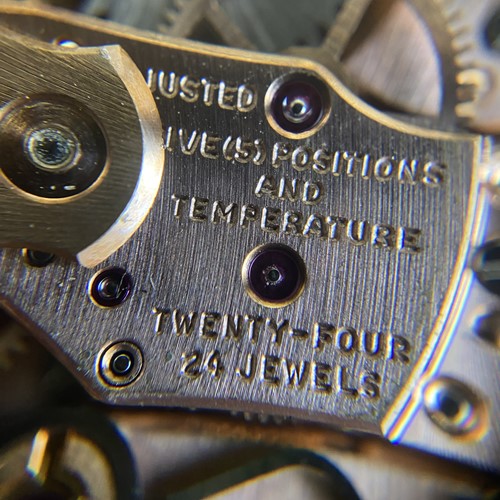 JUSTED
IVE(5) POSITIONS
AND
TEMPERATURE
TWENTY-FOUR
24 JEWELS